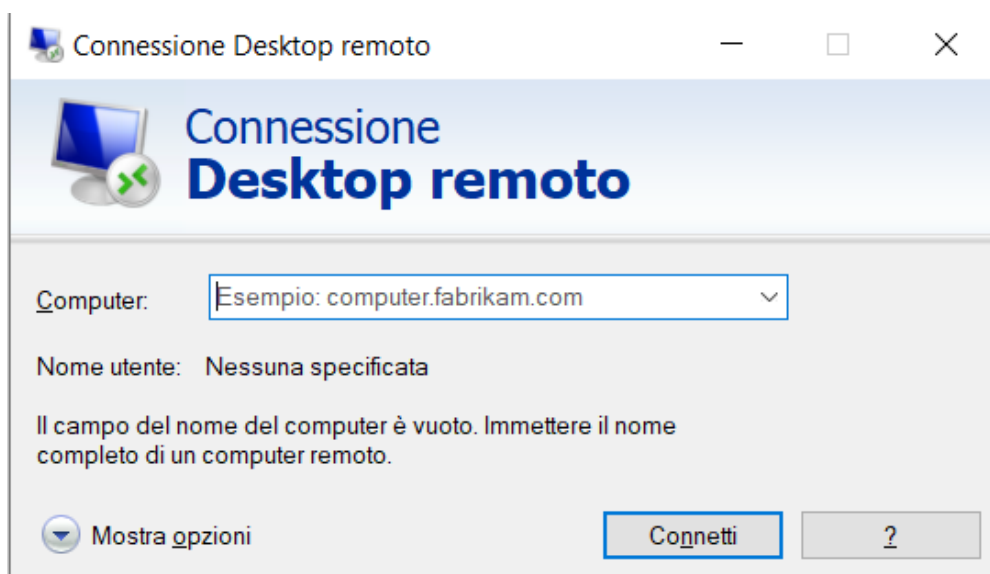 Connessione Desktop remoto
Connessione
Desktop remoto
Computer: Esempio: computer.fabrikam.com
Nome utente: Nessuna specificata
Il campo del nome del computer è vuoto. Immettere il nome
completo di un computer remoto.
Mostra opzioni Connetti ?